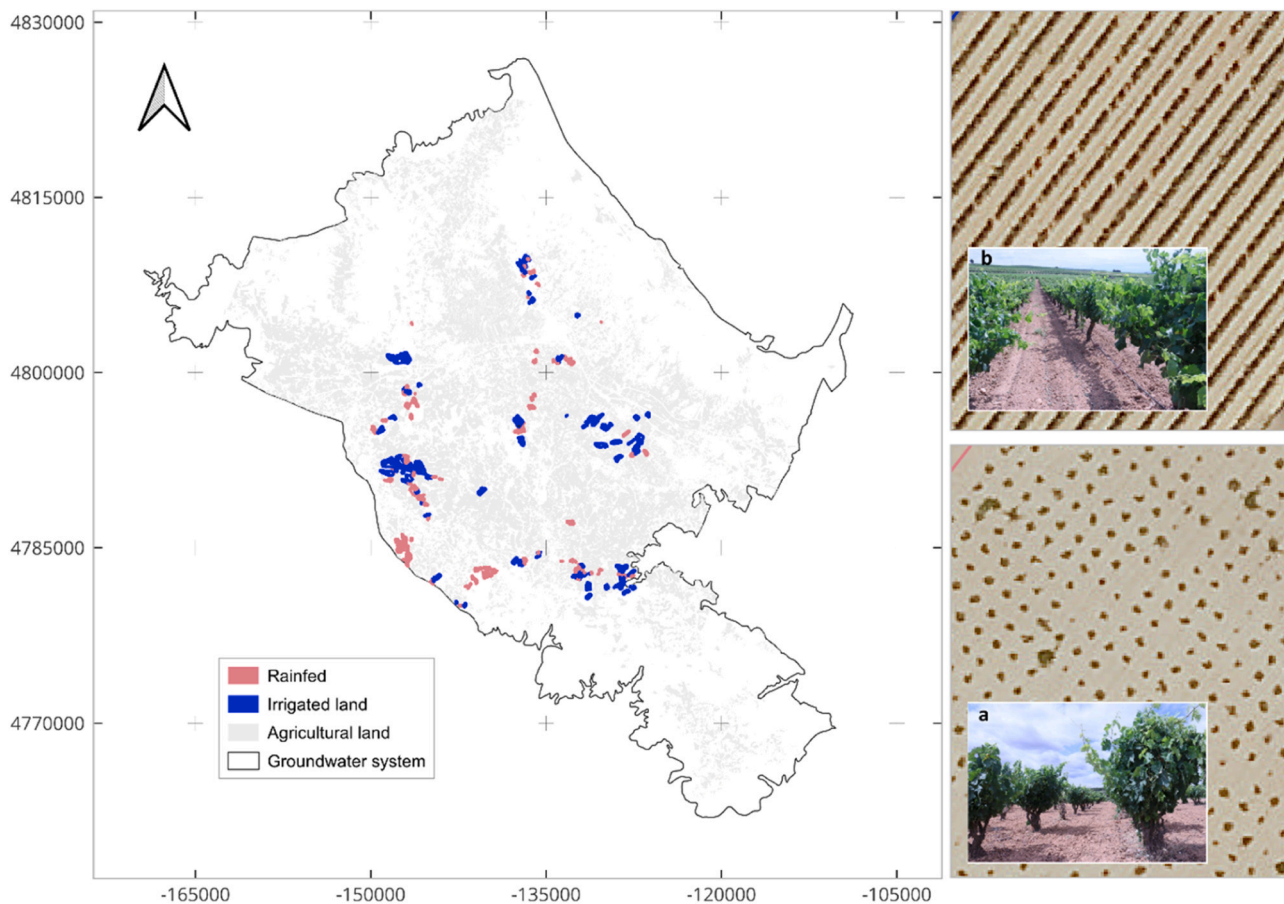 4830000
4815000
4800000
4785000
4770000
-165000
-150000
-135000
-120000
-105000
Rainfed
Irrigated land
Agricultural land
Groundwater system
b
a